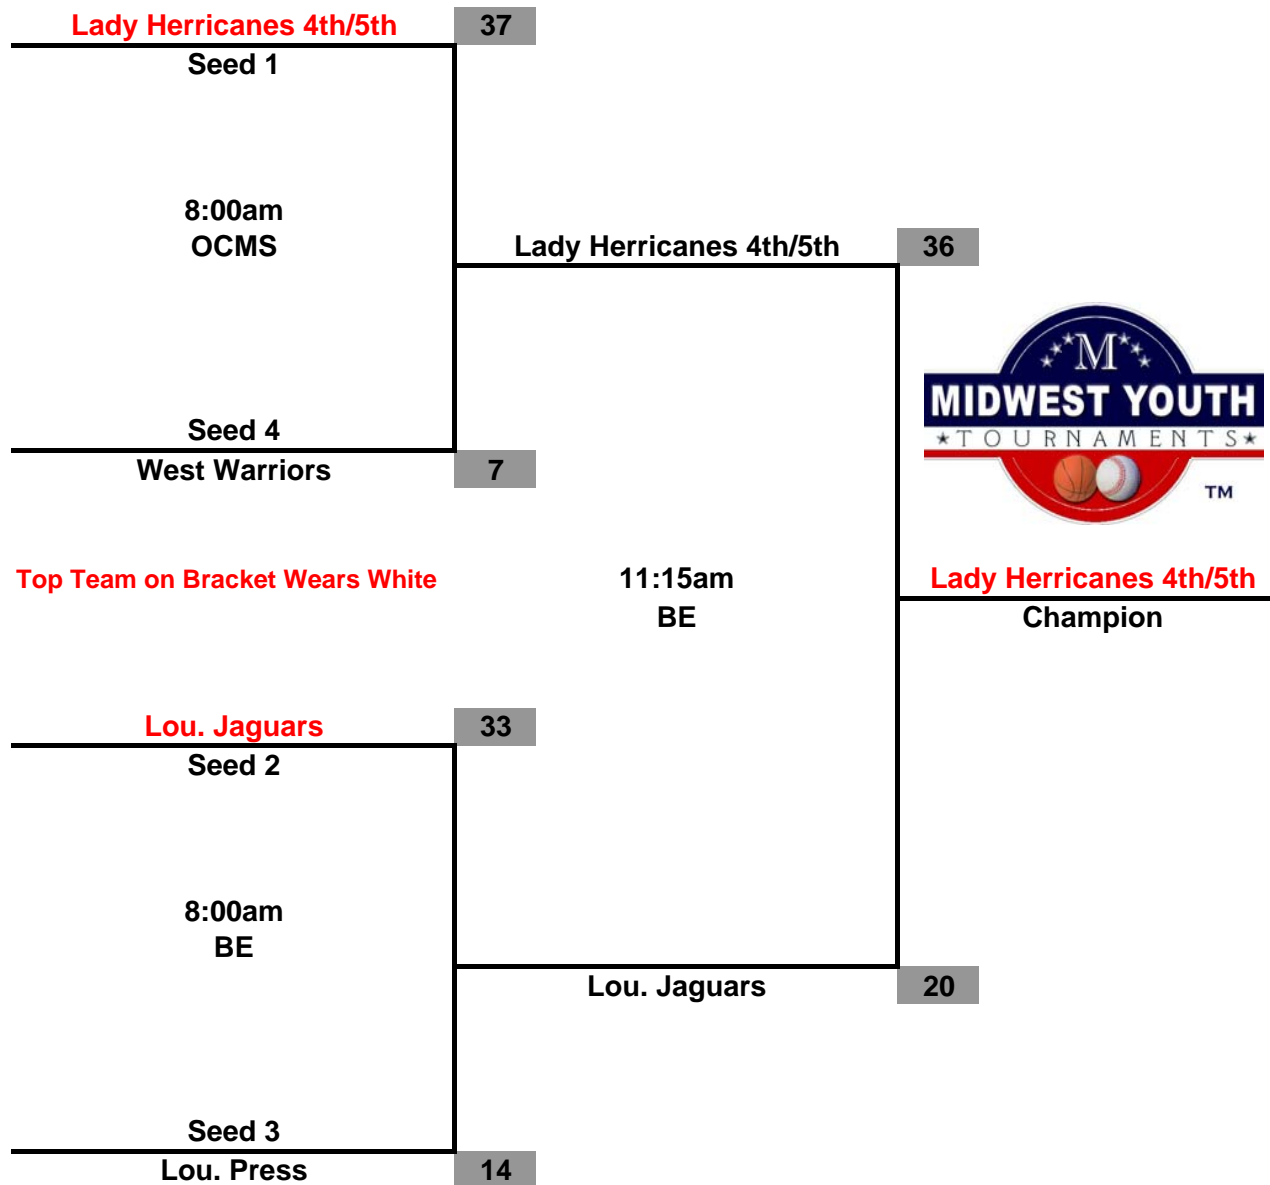 Lady Herricanes 4th/5th 37
Seed 1
8:00am
OCMS
Lady Herricanes 4th/5th 36
M
MIDWEST YOUTH
★TOURNAMENTS★
TM
Seed 4
West Warriors 7
Top Team on Bracket Wears White
11:15am
BE
Lady Herricanes 4th/5th
Champion
Lou. Jaguars 33
Seed 2
8:00am
BE
Lou. Jaguars 20
Seed 3
Lou. Press 14